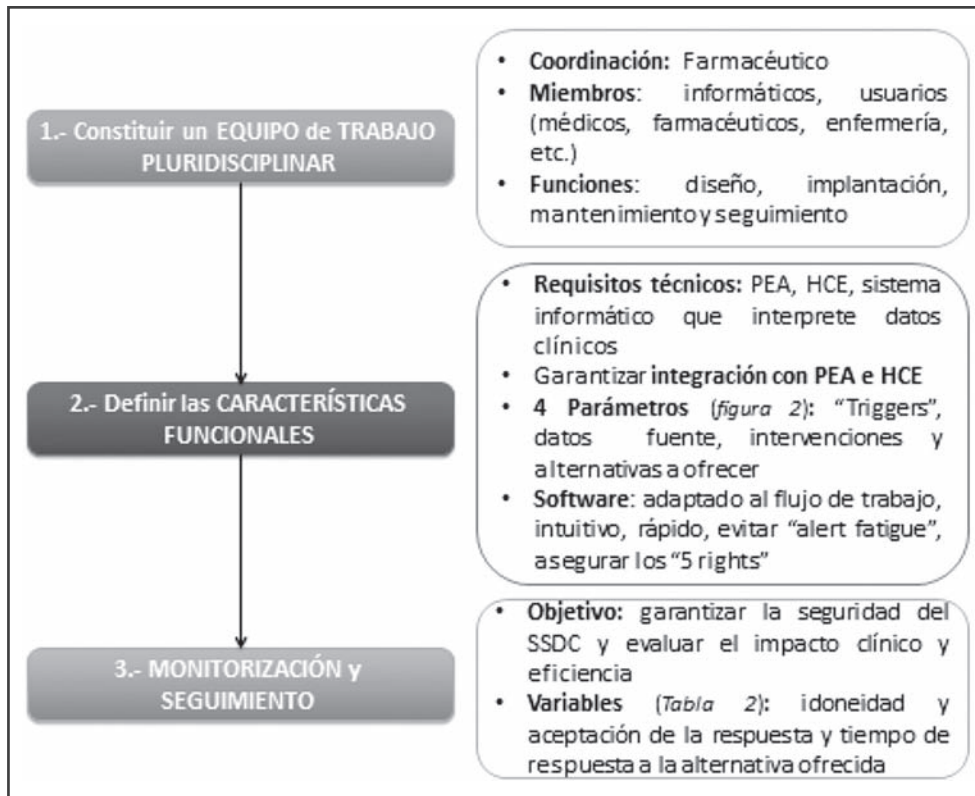 1.- Constituir un EQUIPO de TRABAJO
PLURIDISCIPLINAR
• Coordinación: Farmacéutico
• Miembros: informáticos, usuarios
(médicos, farmacéuticos, enfermería,
etc.)
• Funciones: diseño, implantación,
mantenimiento y seguimiento
2.- Definir las CARACTERÍSTICAS
FUNCIONALES
• Requisitos técnicos: PEA, HCE, sistema
informático que interprete datos
clínicos
• Garantizar integración con PEA e HCE
• 4 Parámetros (figura 2): “Triggers”,
datos fuente, intervenciones y
alternativas a ofrecer
• Software: adaptado al flujo de trabajo,
intuitivo, rápido, evitar “alert fatigue”,
asegurar los “5 rights”
3.- MONITORIZACIÓN y
SEGUIMIENTO
• Objetivo: garantizar la seguridad del
SSDC y evaluar el impacto clínico y
eficiencia
• Variables (Tabla 2): idoneidad y
aceptación de la respuesta y tiempo de
respuesta a la alternativa ofrecida